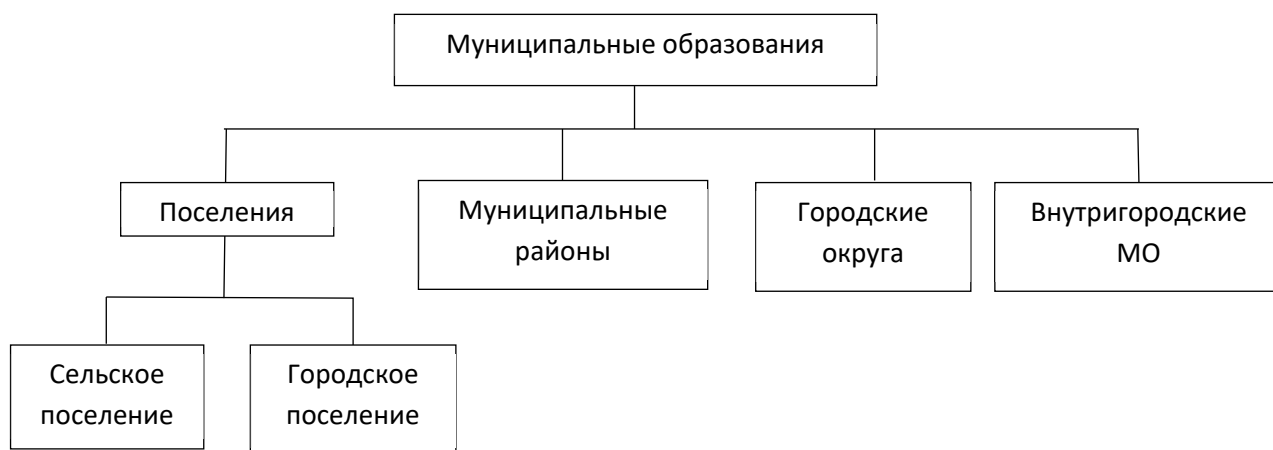 Муниципальные образования
Поселения
Муниципальные
районы
Городские
округа
Внутригородские
МО
Сельское
поселение
Городское
поселение